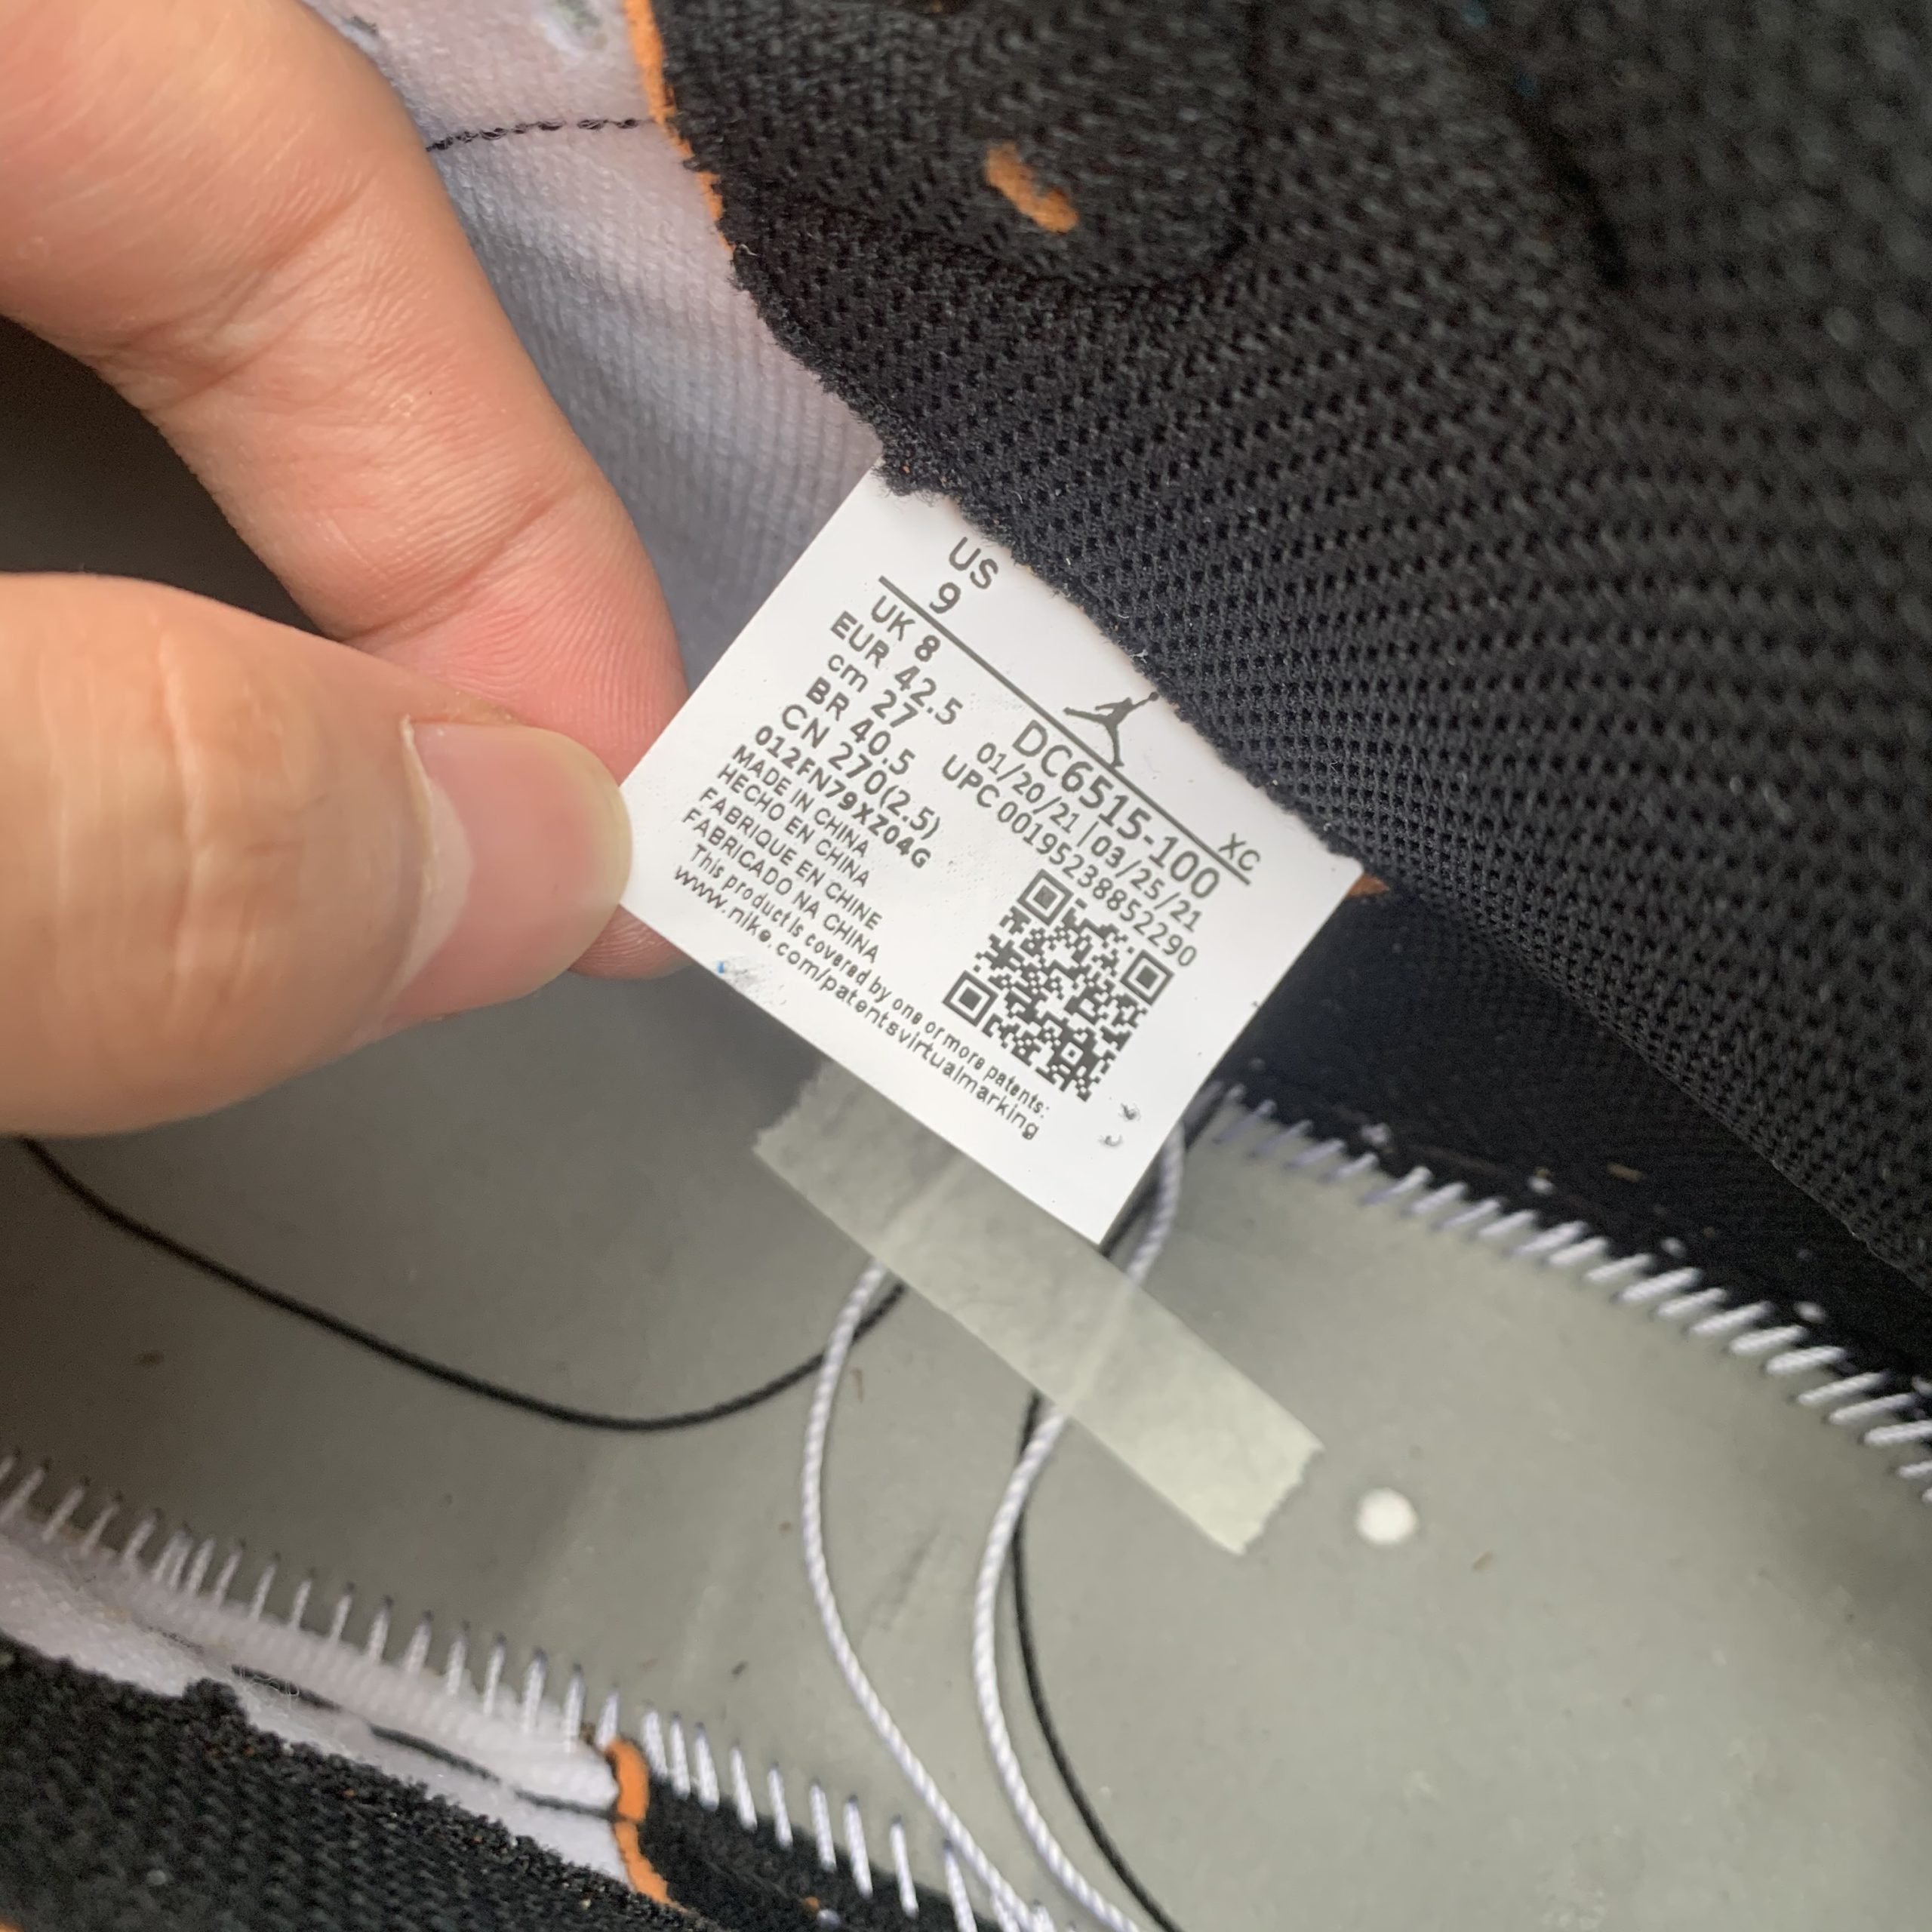 US
9
XC
UK 8
EUR 42.5
cm 27
BR 40.5
CN 270(2.5)
012FN79XZ04G
MADE IN CHINA
HECHO EN CHINA
FABRIQUE EN CHINE
FABRICADO NA CHINA
This product is covered by one or more patents:
www.nike.com/patentsvirtualmarking
DC6515-100
01/20/21|03/25/21
UPC 00195238852290